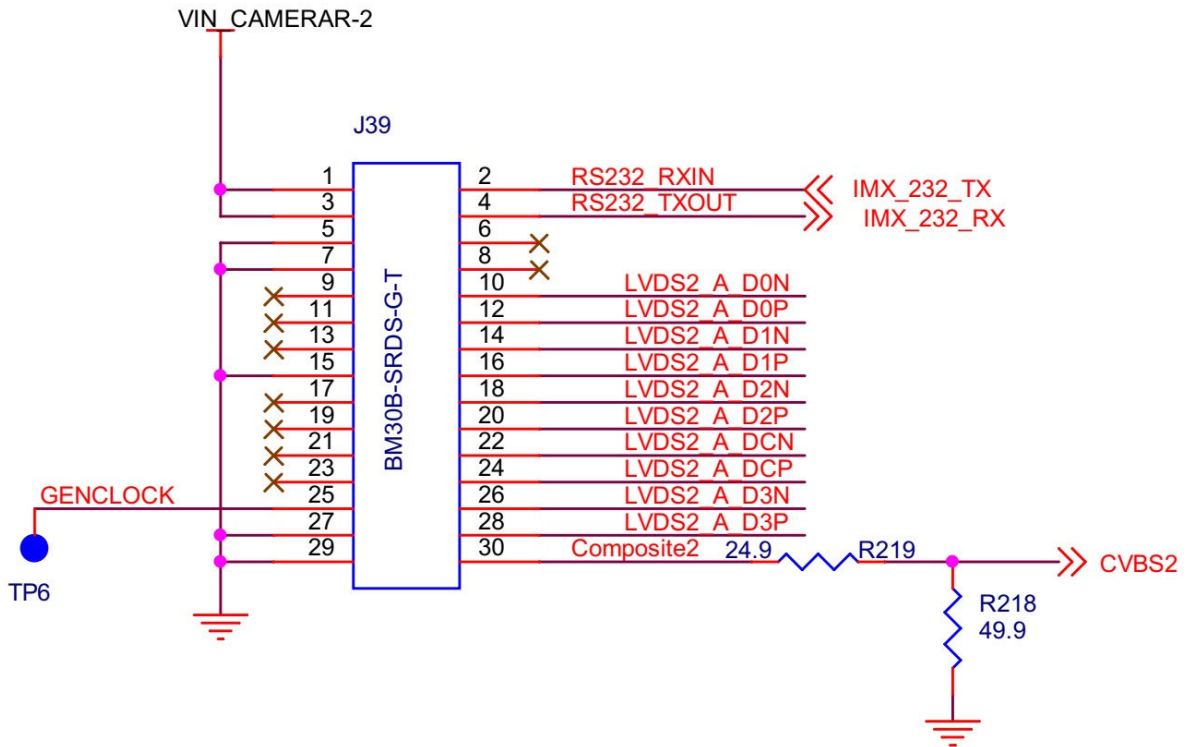 VIN_CAMERAR-2
J39
1 2 RS232_RXIN IMX_232_TX
3 4 RS232_TXOUT IMX_232_RX
5 6
7 8
9 10 LVDS2_A_D0N
11 12 LVDS2_A_D0P
13 14 LVDS2_A_D1N
15 16 LVDS2_A_D1P
17 18 LVDS2_A_D2N
19 20 LVDS2_A_D2P
21 22 LVDS2_A_DCN
23 24 LVDS2_A_DCP
GENCLOCK 25 26 LVDS2_A_D3N
27 28 LVDS2_A_D3P
29 30 Composite2 24.9 R219 CVBS2
BM30B-SRDS-G-T
TP6
R218
49.9